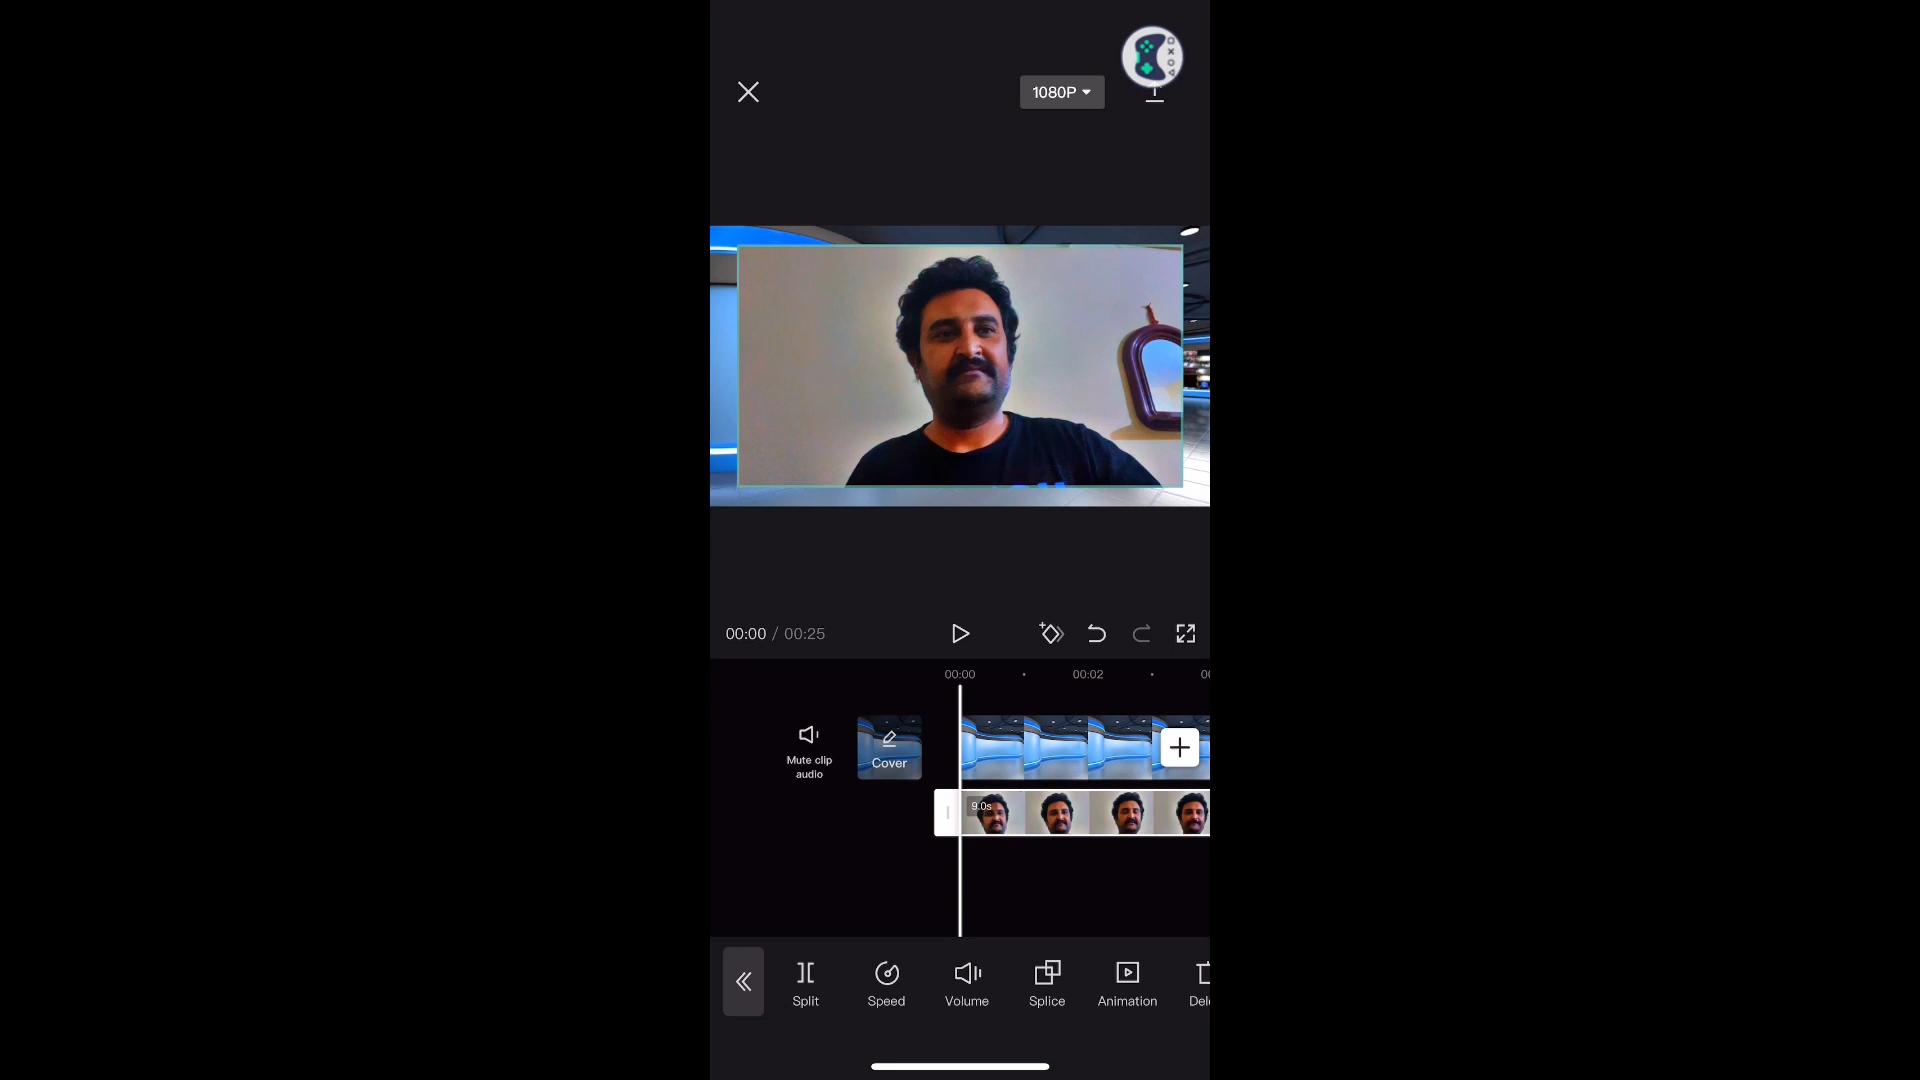 1080P
00:00 / 00:25
00:00
00:02
Mute clip
audio
Cover
9.0s
Split
Speed
Volume
Splice
Animation